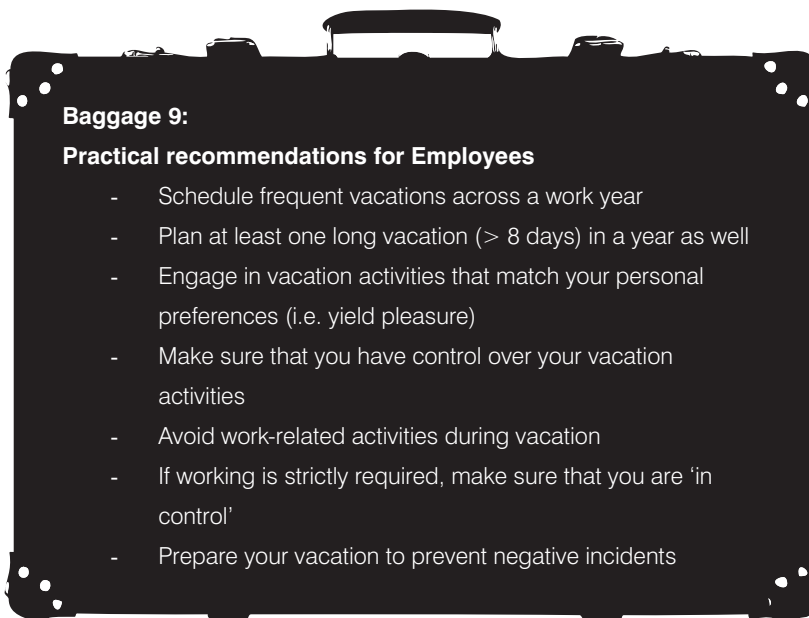 Baggage 9:
Practical recommendations for Employees
- Schedule frequent vacations across a work year
- Plan at least one long vacation (> 8 days) in a year as well
- Engage in vacation activities that match your personal
preferences (i.e. yield pleasure)
- Make sure that you have control over your vacation
activities
- Avoid work-related activities during vacation
- If working is strictly required, make sure that you are ‘in
control’
- Prepare your vacation to prevent negative incidents